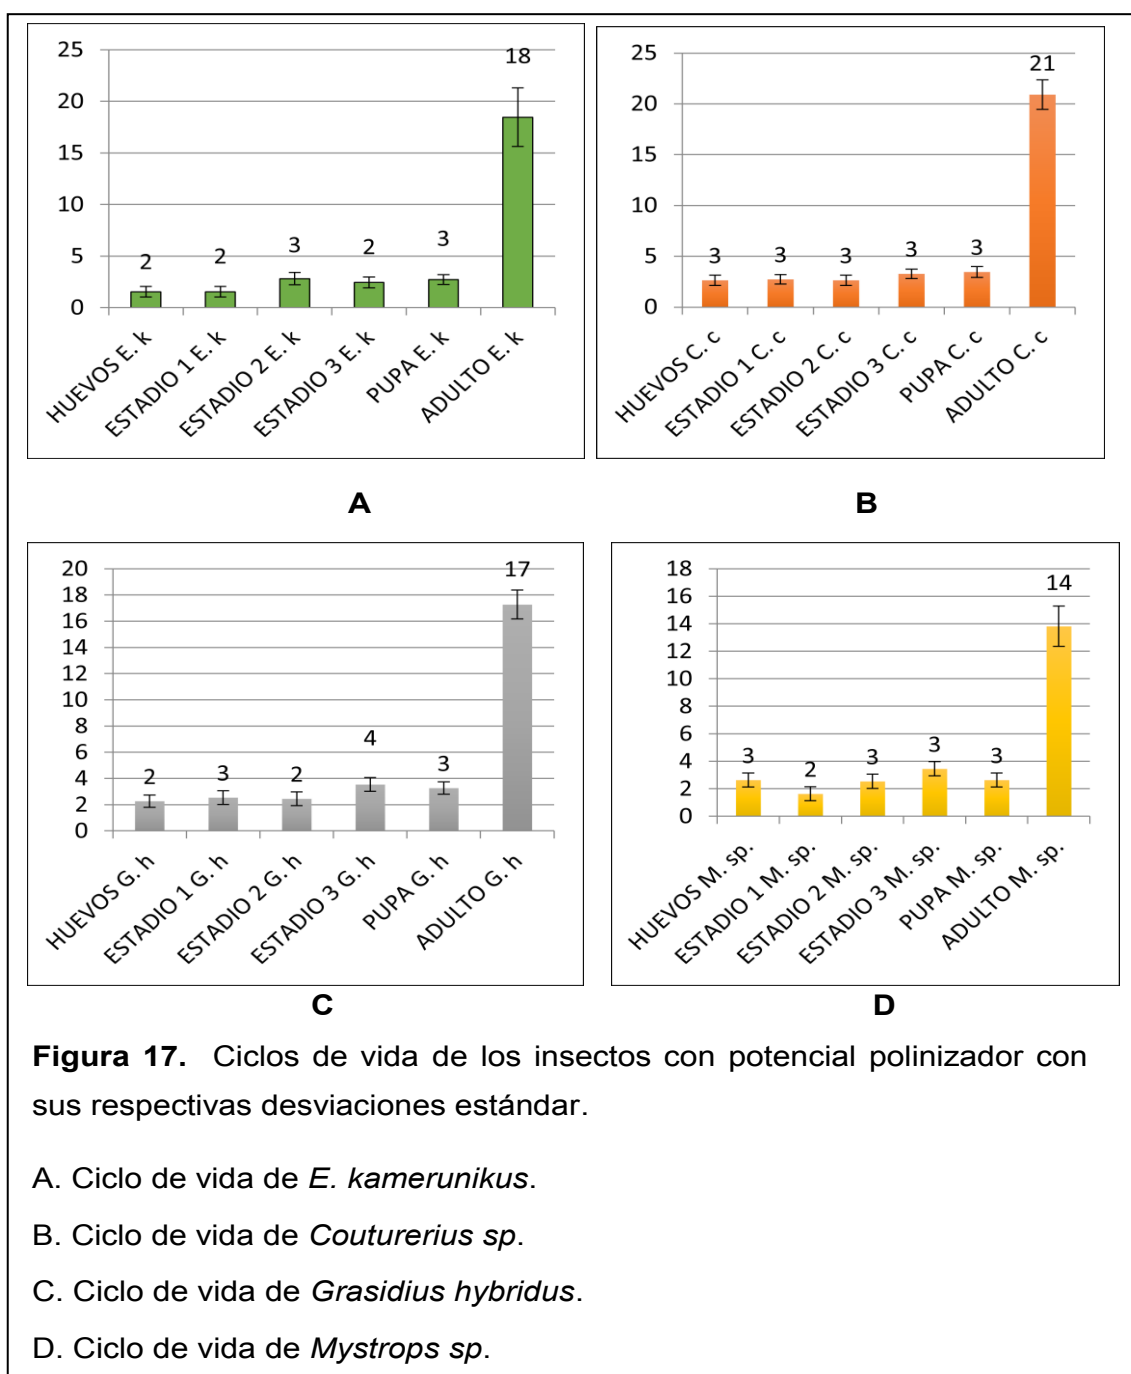 25
20
15
10
5
0
2
2
3
2
3
18
HUEVOS E. k
ESTADIO 1 E. k
ESTADIO 2 E. k
ESTADIO 3 E. k
PUPA E. k
ADULTO E. k
A
25
20
15
10
5
0
3
3
3
3
3
21
HUEVOS C. c
ESTADIO 1 C. c
ESTADIO 2 C. c
ESTADIO 3 C. c
PUPA C. c
ADULTO C. c
B
20
18
16
14
12
10
8
6
4
2
0
2
3
2
4
3
17
HUEVOS G. h
ESTADIO 1 G. h
ESTADIO 2 G. h
ESTADIO 3 G. h
PUPA G. h
ADULTO G. h
C
18
16
14
12
10
8
6
4
2
0
3
2
3
3
3
14
HUEVOS M. sp.
ESTADIO 1 M. sp.
ESTADIO 2 M. sp.
ESTADIO 3 M. sp.
PUPA M. sp.
ADULTO M. sp.
D
Figura 17. Ciclos de vida de los insectos con potencial polinizador con
sus respectivas desviaciones estándar.
A. Ciclo de vida de E. kamerunikus.
B. Ciclo de vida de Couturerius sp.
C. Ciclo de vida de Grasidius hybridus.
D. Ciclo de vida de Mystrops sp.